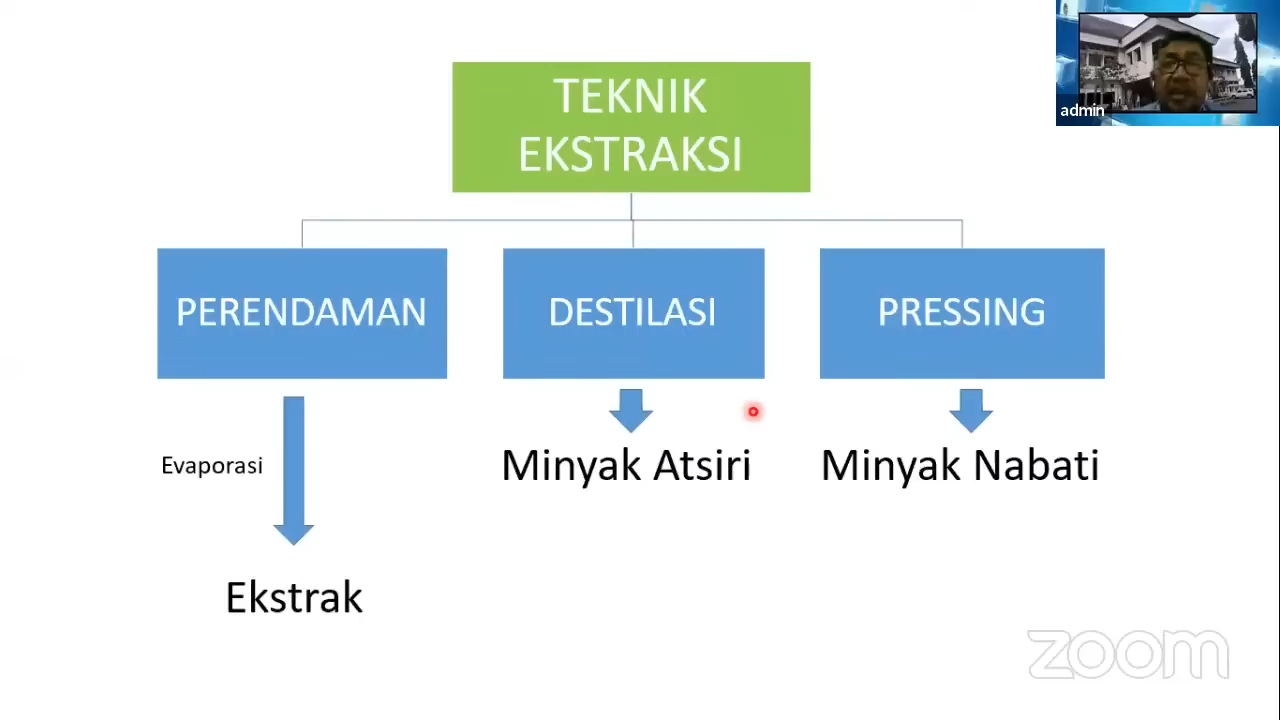 admin
TEKNIK
EKSTRAKSI
PERENDAMAN
DESTILASI
PRESSING
Evaporasi
Minyak Atsiri
Minyak Nabati
Ekstrak
zoom